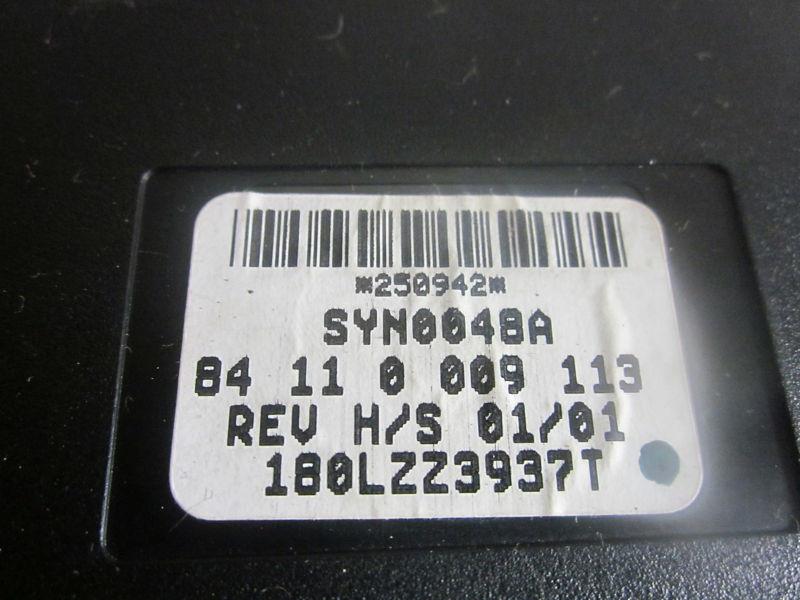 *250942*
SYN0048A
84 11 0 009 113
REV H/S 01/01
180LZZ3937T